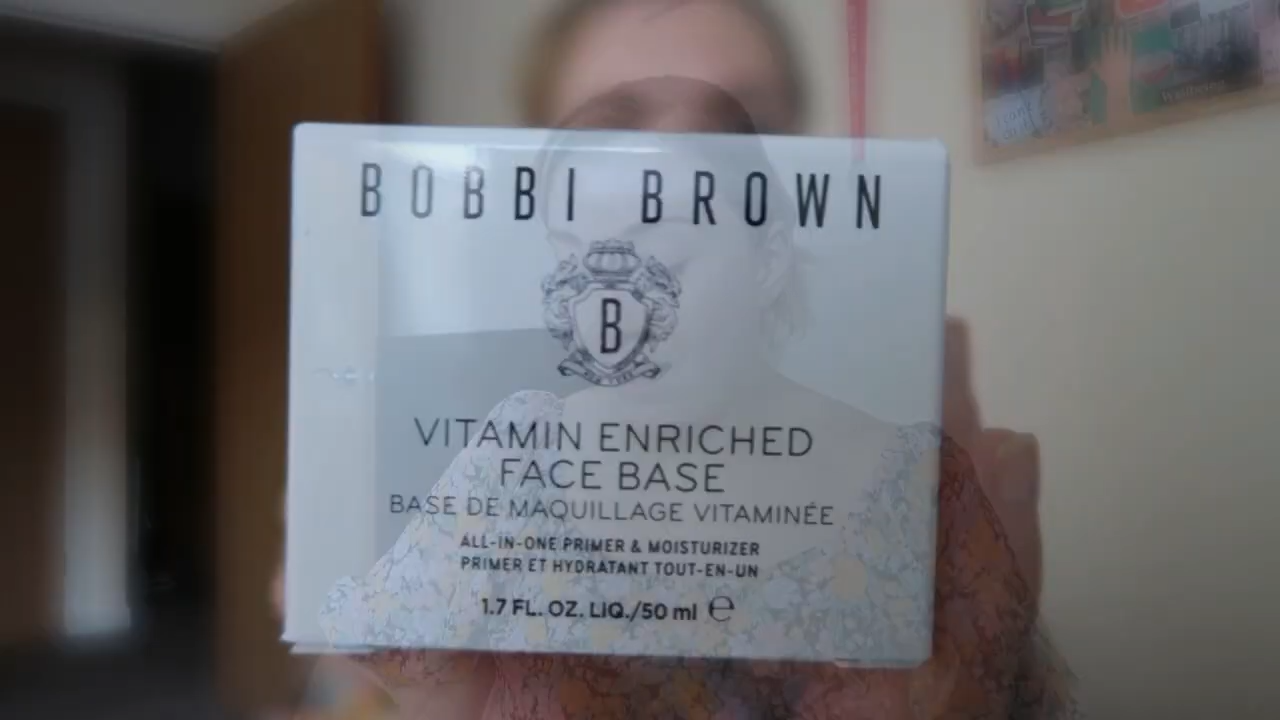 BOBBI BROWN
B
VITAMIN ENRICHED
FACE BASE
BASE DE MAQUILLAGE VITAMINÉE
ALL-IN-ONE PRIMER & MOISTURIZER
PRIMER ET HYDRATANT TOUT-EN-UN
1.7 FL. OZ. LIQ./50 ml ℮